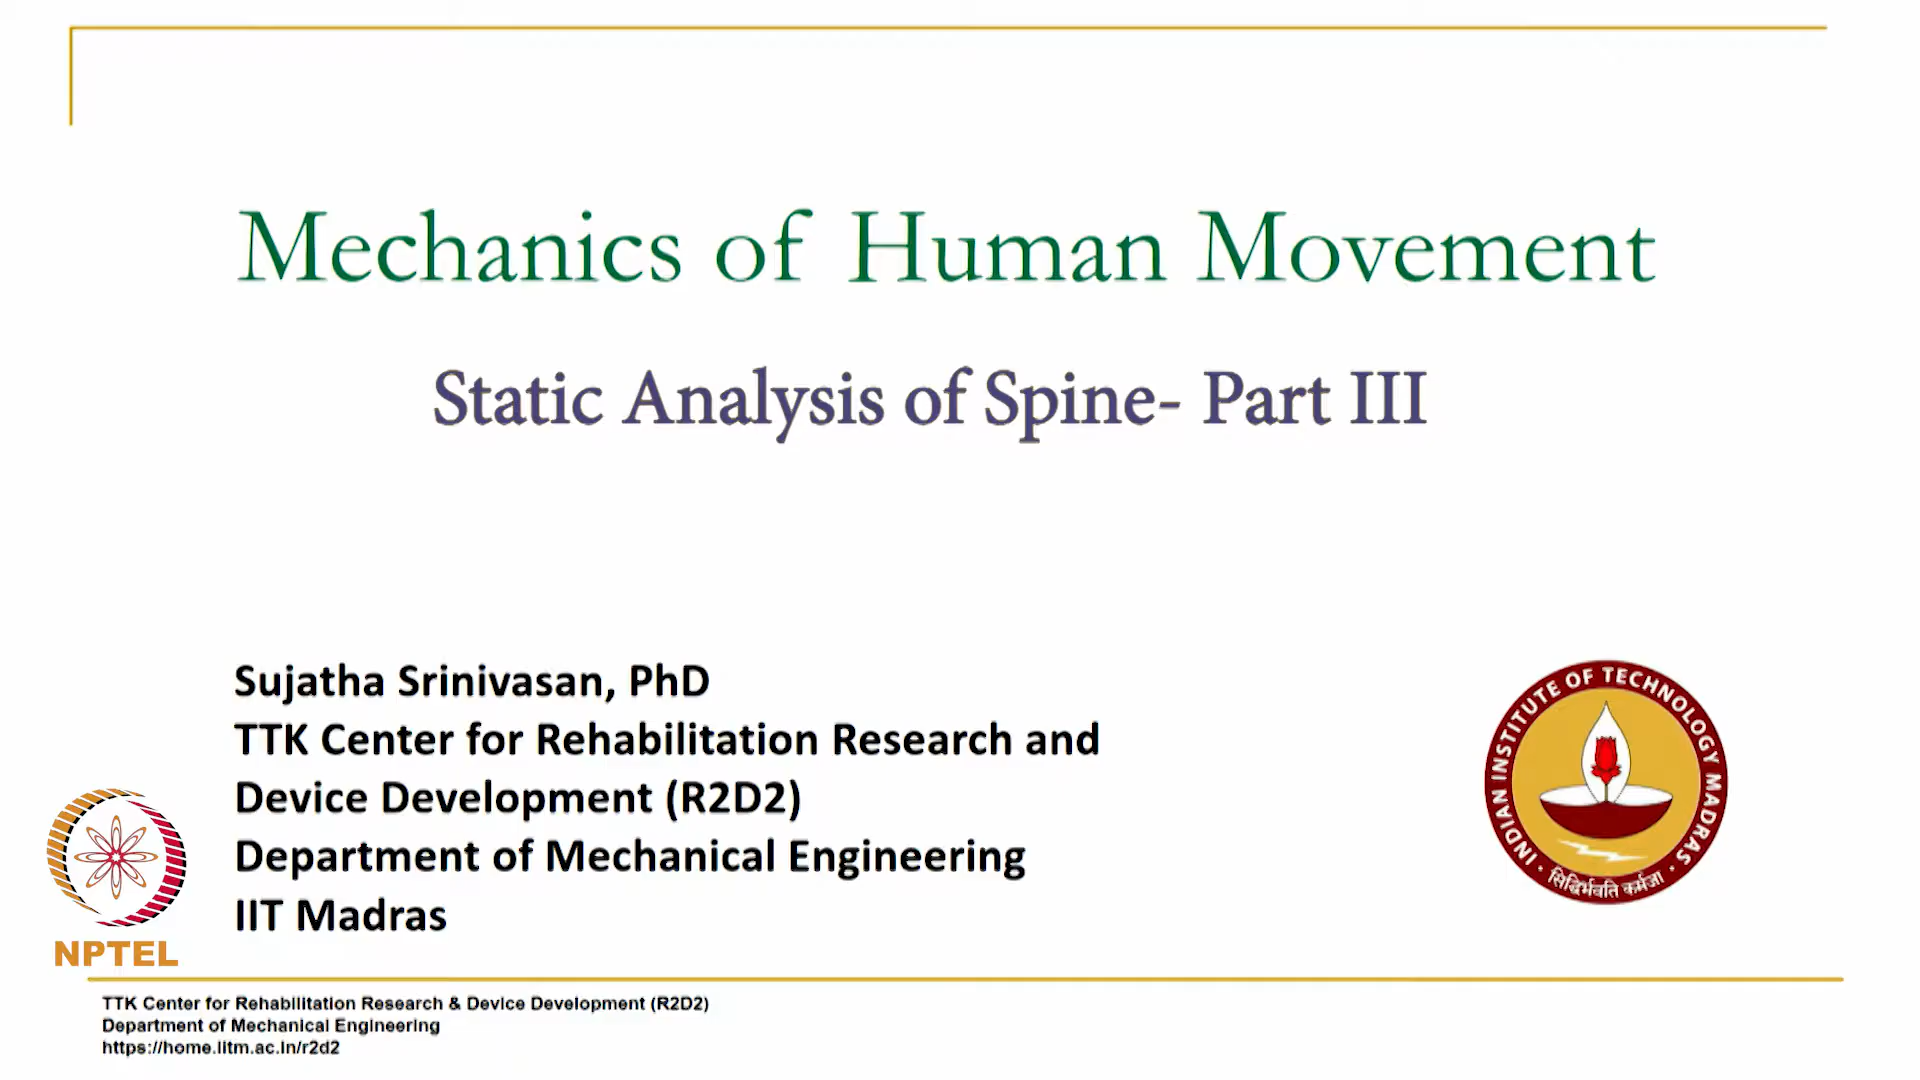 Mechanics of Human Movement
Static Analysis of Spine- Part III
Sujatha Srinivasan, PhD
TTK Center for Rehabilitation Research and
Device Development (R2D2)
Department of Mechanical Engineering
IIT Madras
NPTEL
INDIAN INSTITUTE OF TECHNOLOGY MADRAS
सिद्धिर्भवति कर्मजा
TTK Center for Rehabilitation Research & Device Development (R2D2)
Department of Mechanical Engineering
https://home.iitm.ac.in/r2d2